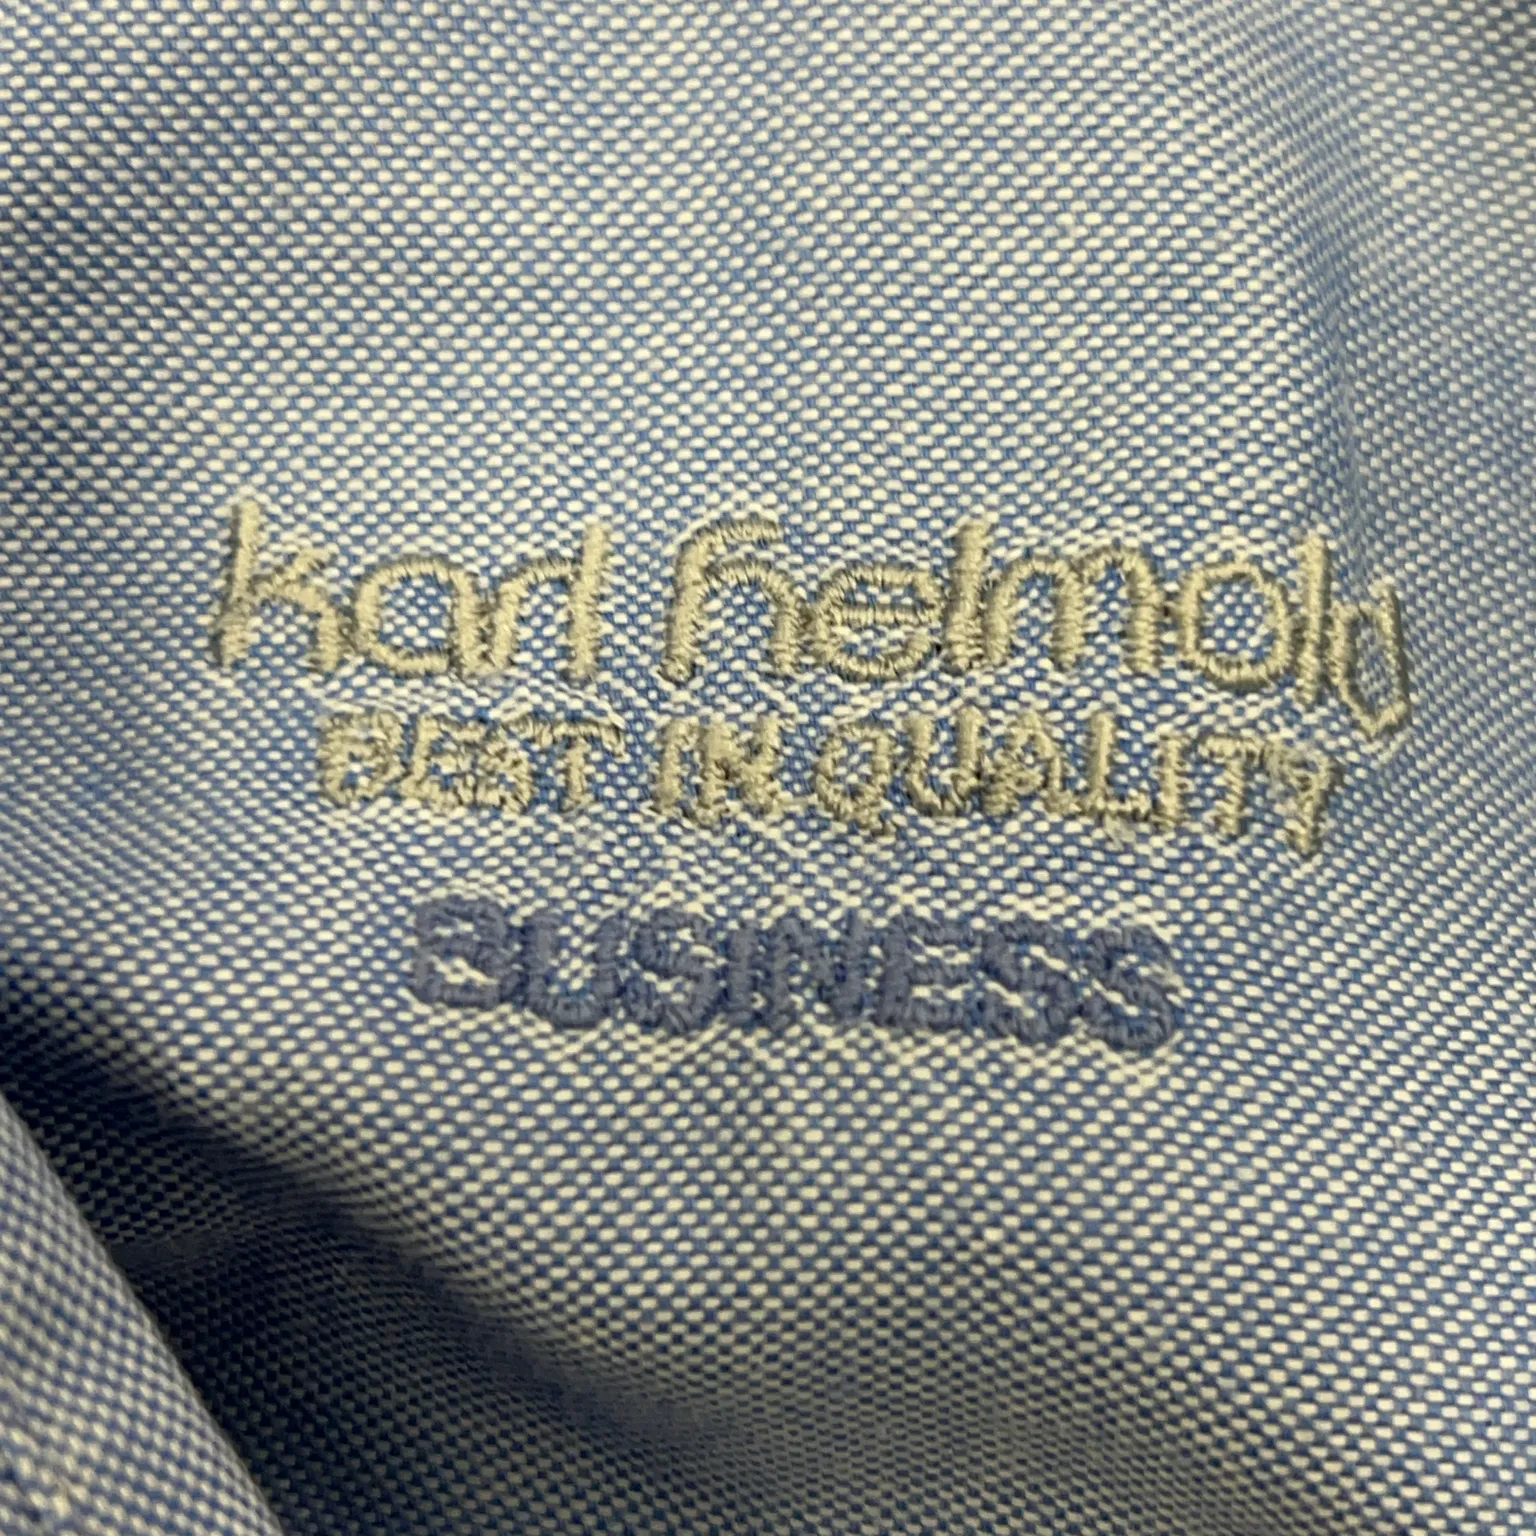 karl helmold
BEST IN QUALITY
BUSINESS